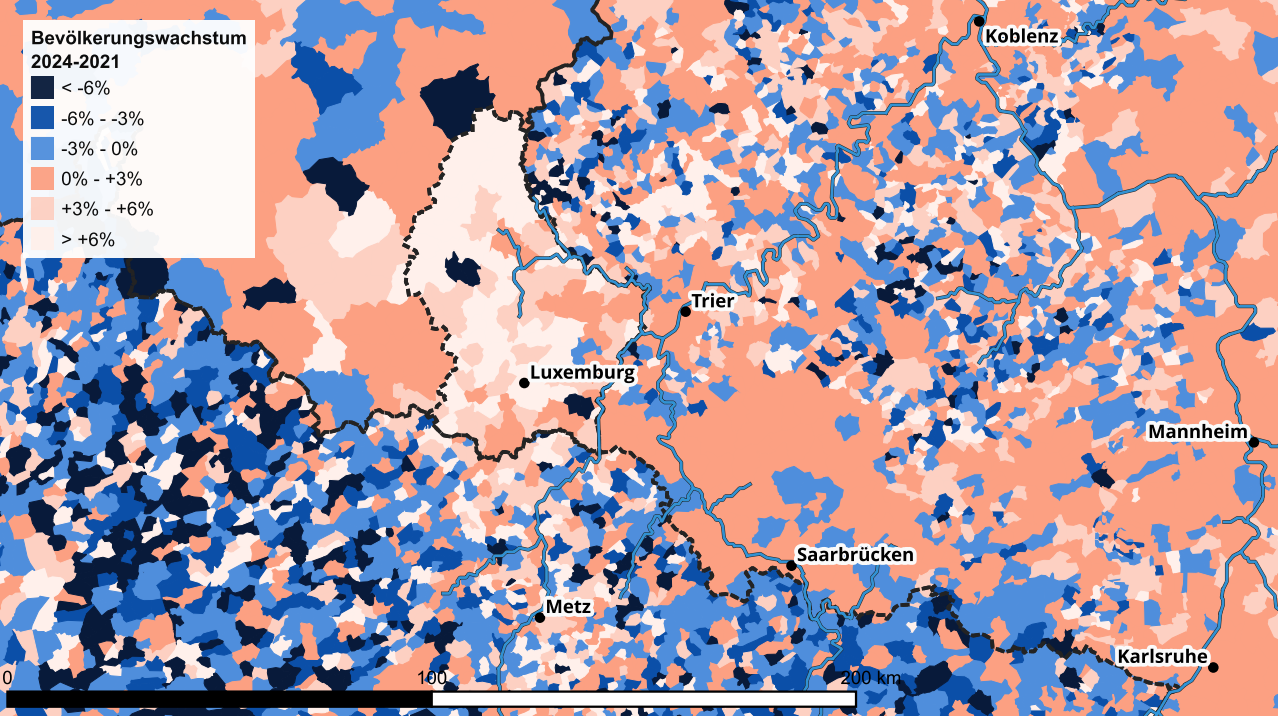 Bevölkerungswachstum
2024-2021
< -6%
-6% - -3%
-3% - 0%
0% - +3%
+3% - +6%
> +6%
Koblenz
Trier
Luxemburg
Mannheim
Saarbrücken
Metz
Karlsruhe
0 100 200 km